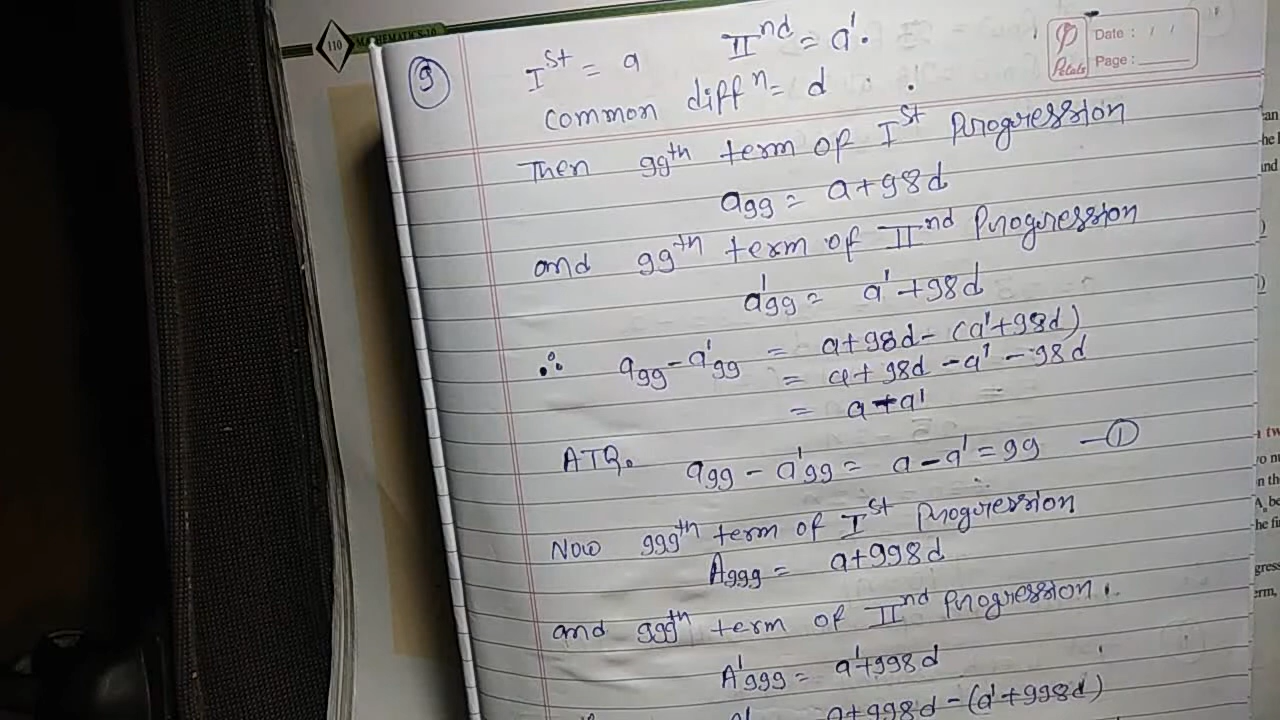 110 MATHEMATICS-10
Date : / /
Page :
Petals
9 Ist = a IInd = a'.
common diffn = d
Then 99th term of Ist Progression
a99 = a+98d
and 99th term of IInd Progression
a'99 = a'+98d
∴ a99 - a'99 = a+98d-(a'+98d)
= a+98d-a'-98d
= a-a'
ATQ. a99 - a'99 = a-a' = 99 -①
Now 999th term of Ist Progression
A999 = a+998d
and 999th term of IInd Progression.
A'999 = a'+998d
a+998d-(a'+998d)